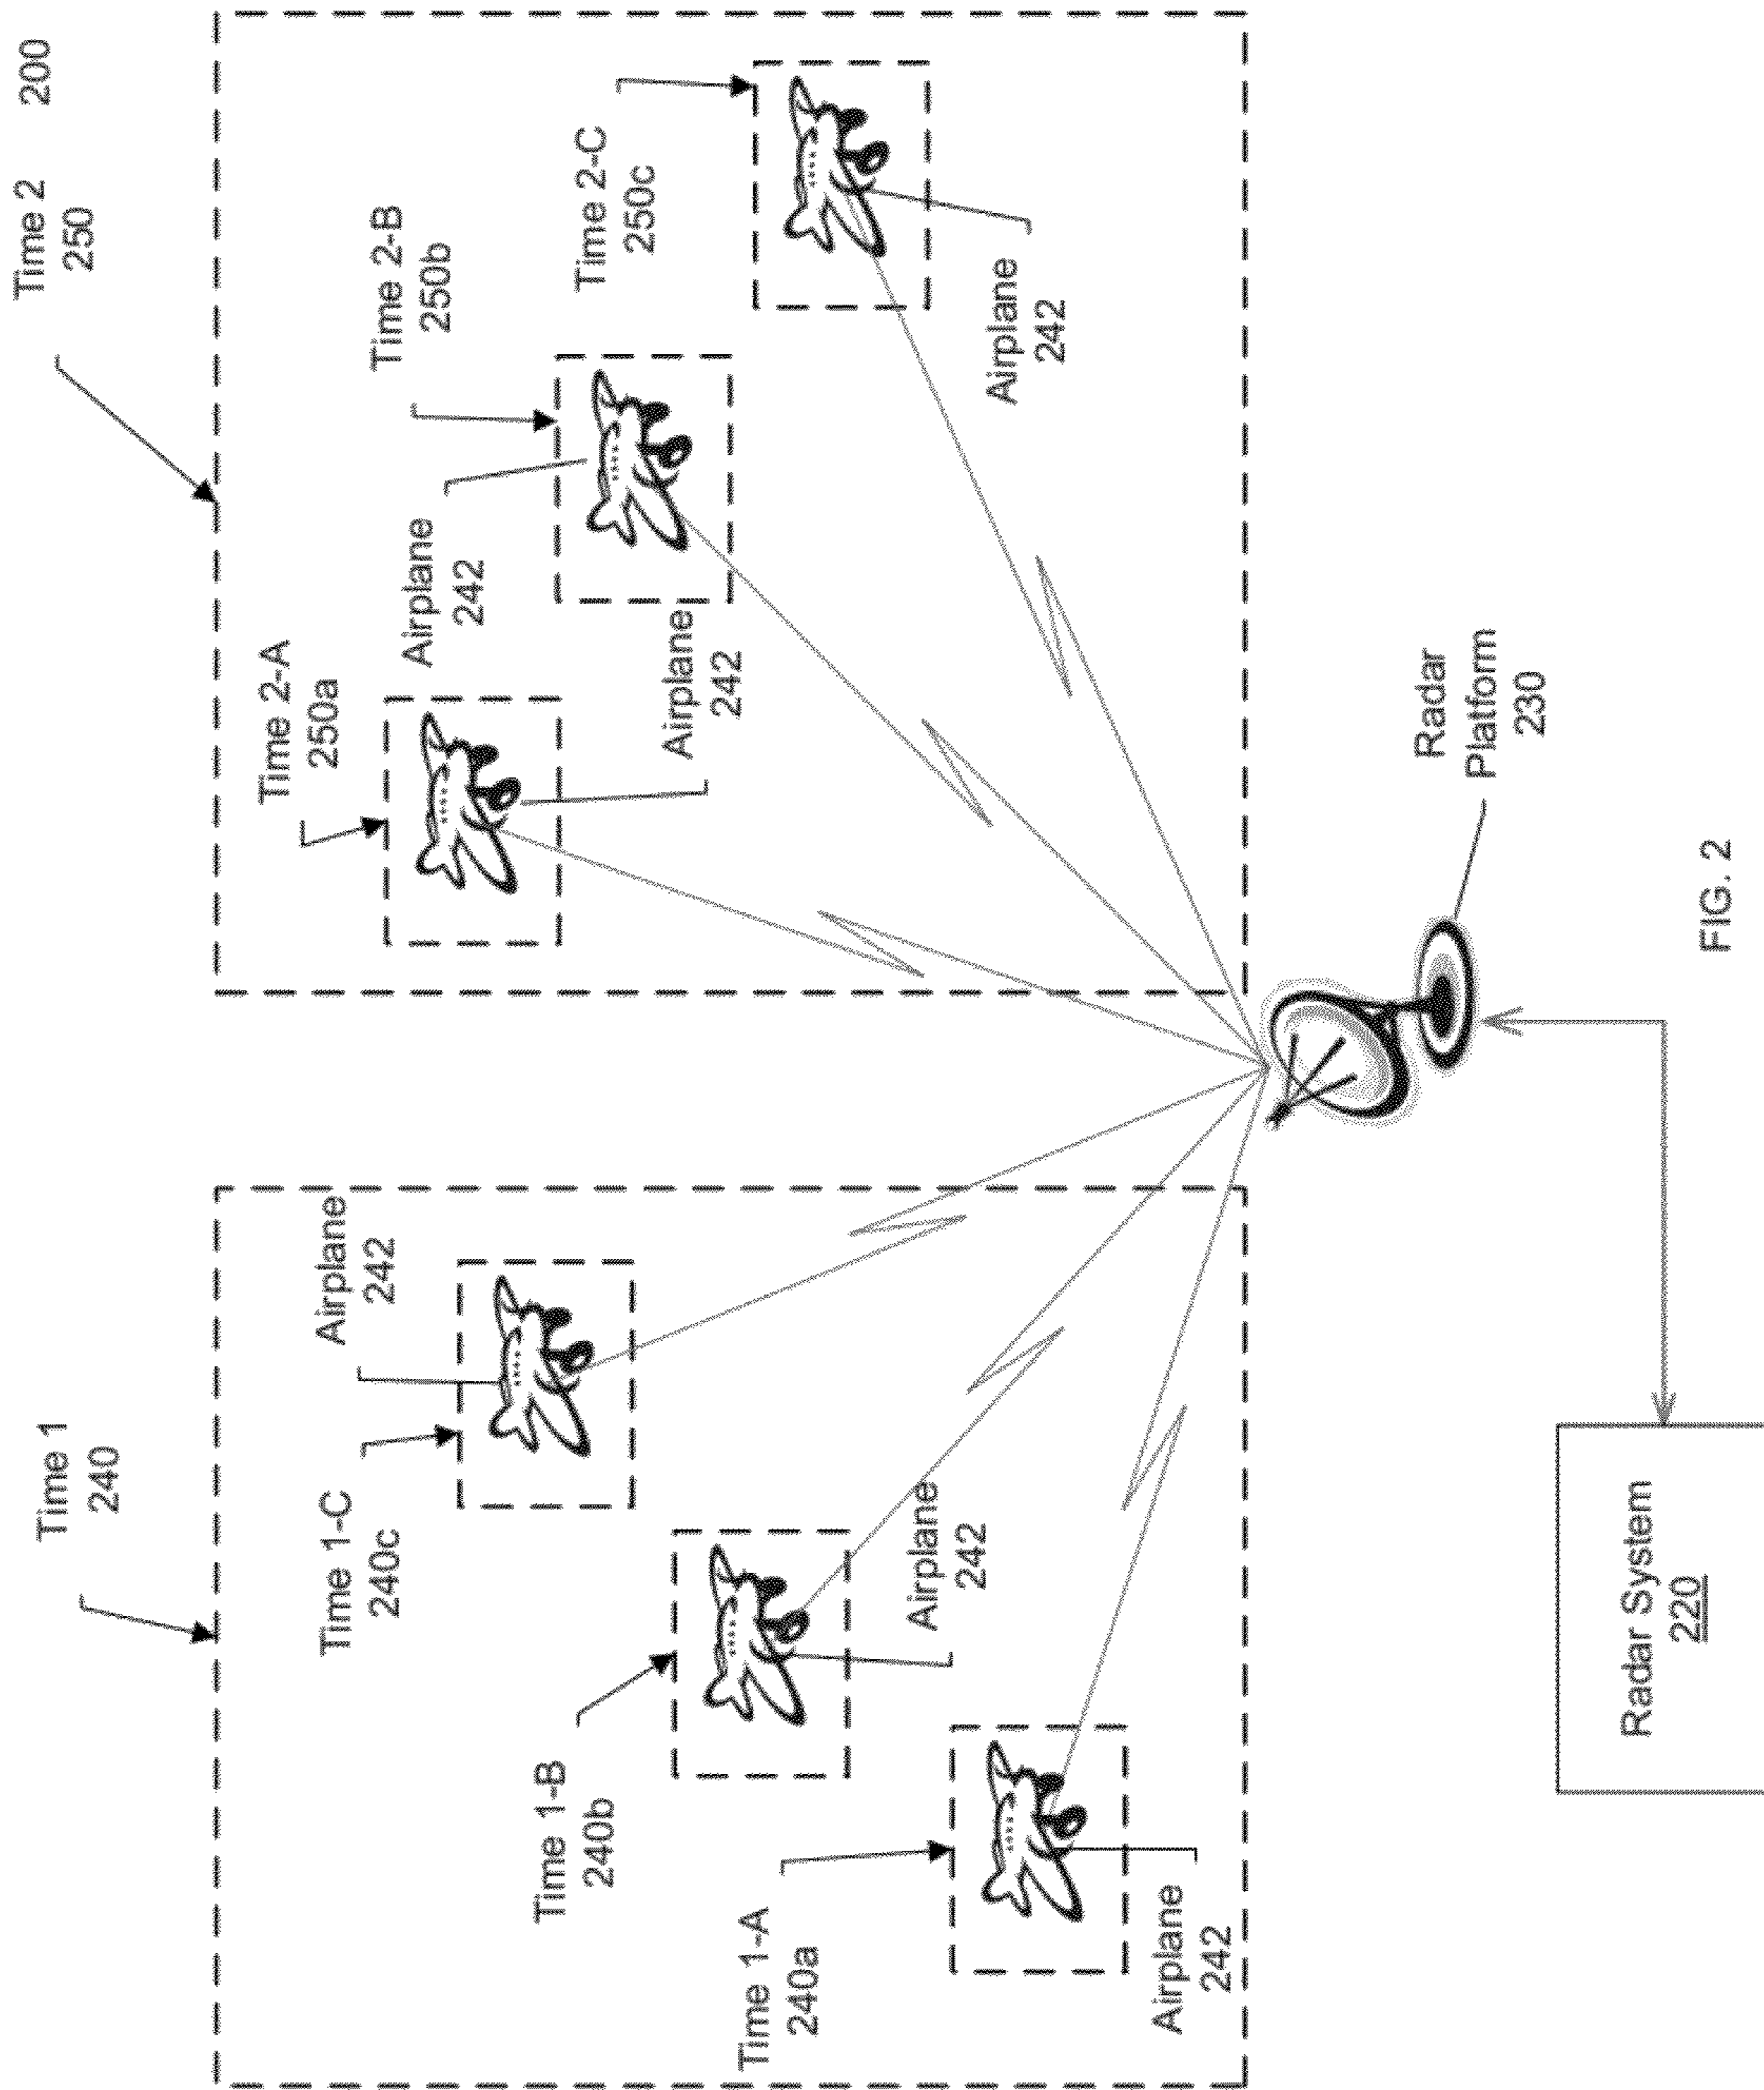 200
Time 1
240
Time 2
250
Time 1-C
240c
Airplane
242
Time 2-A
250a
Time 2-B
250b
Airplane
242
Time 1-B
240b
Time 2-C
250c
Airplane
242
Time 1-A
240a
Airplane
242
Airplane
242
Airplane
242
Radar
Platform
230
Radar System
220
FIG. 2